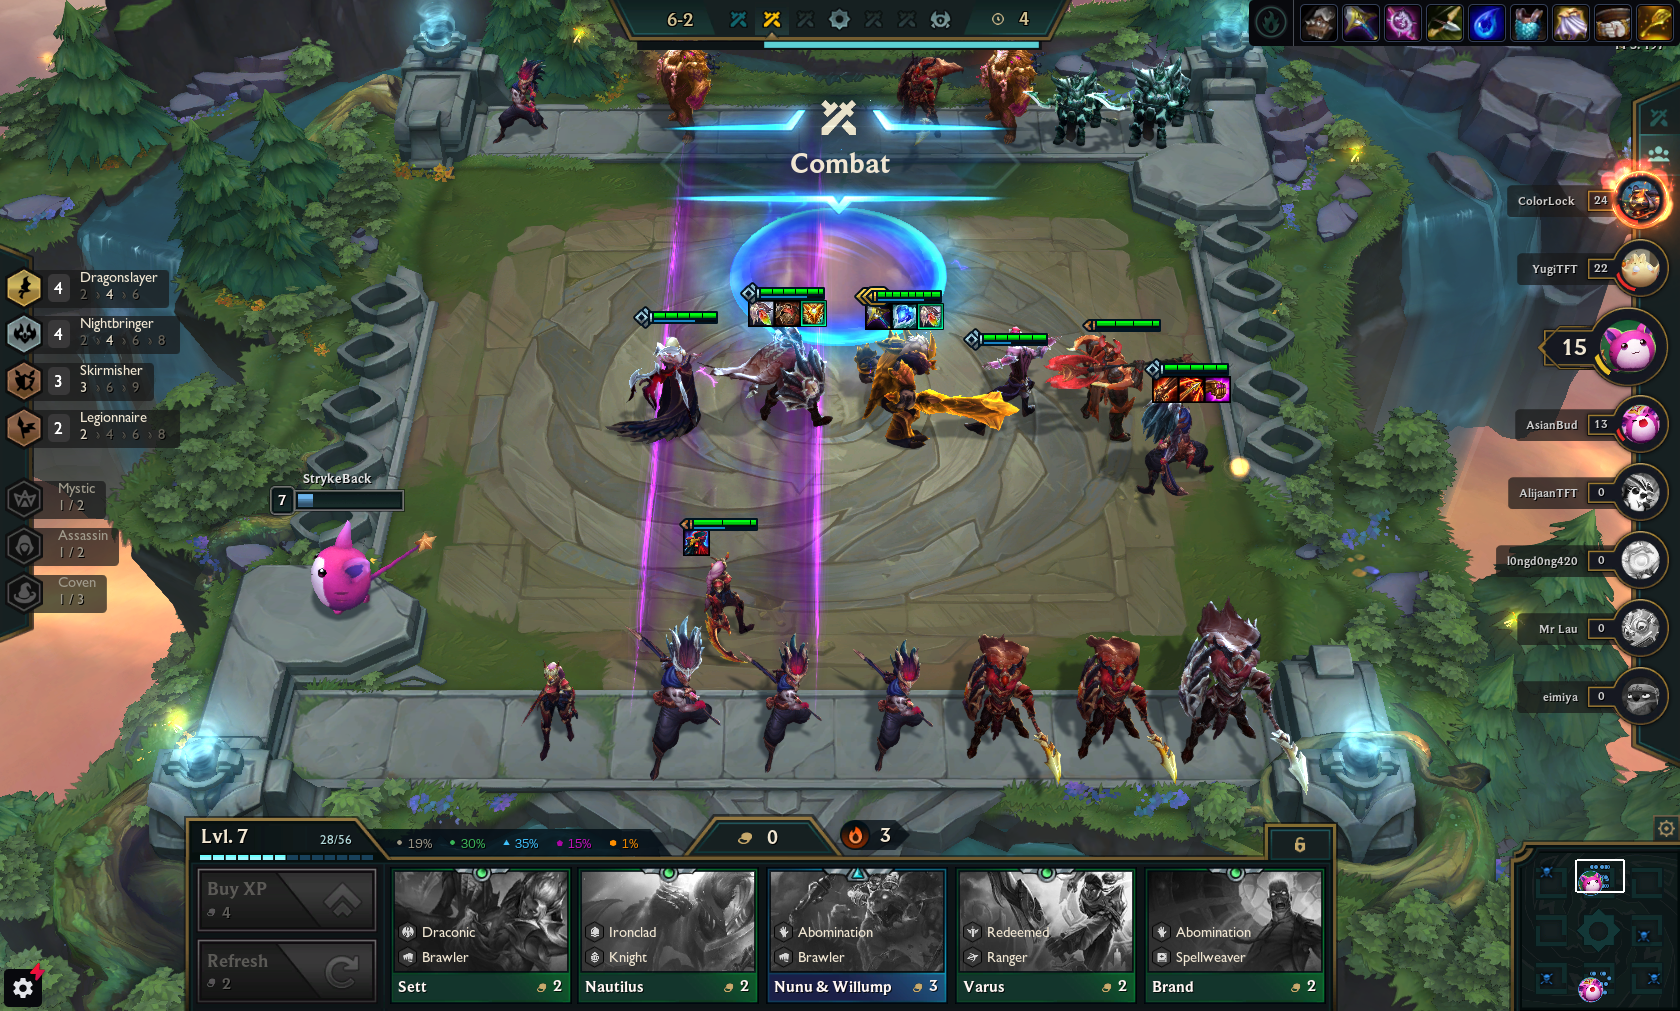 6-2
4
Combat
ColorLock 24
YugiTFT 22
15
AsianBud 13
AlijaanTFT 0
l0ngd0ng420 0
Mr Lau 0
eimiya 0
4 Dragonslayer
2 › 4 › 6
4 Nightbringer
2 › 4 › 6 › 8
3 Skirmisher
3 › 6 › 9
2 Legionnaire
2 › 4 › 6 › 8
Mystic
1 / 2
Assassin
1 / 2
Coven
1 / 3
StrykeBack
7
Lvl. 7 28/56
19% 30% 35% 15% 1%
0
3
6
Buy XP
4
Refresh
2
Draconic
Brawler
Sett 2
Ironclad
Knight
Nautilus 2
Abomination
Brawler
Nunu & Willump 3
Redeemed
Ranger
Varus 2
Abomination
Spellweaver
Brand 2